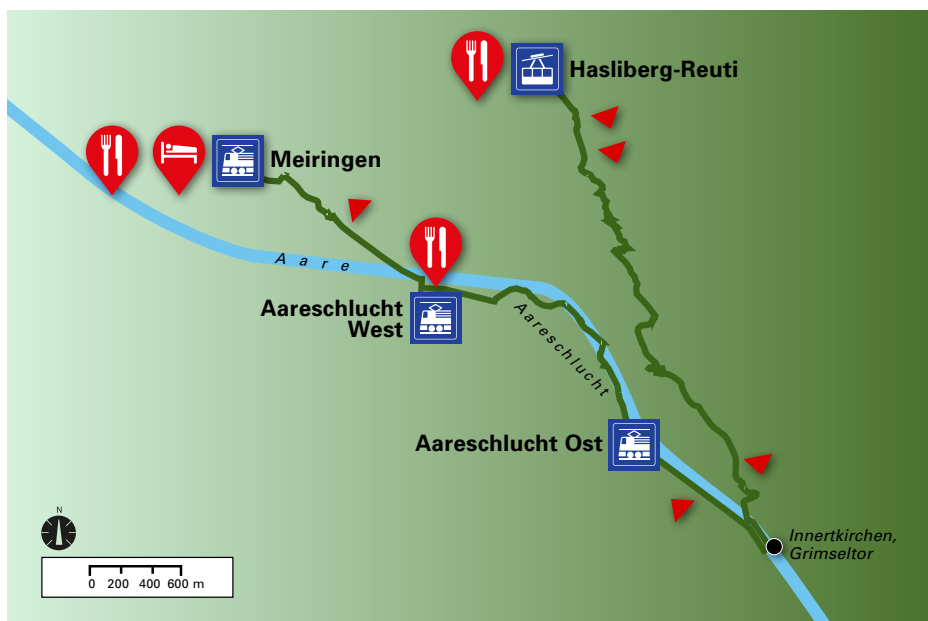 Hasliberg-Reuti
Meiringen
Aare
Aareschlucht
West
Aareschlucht
Aareschlucht Ost
Innertkirchen,
Grimseltor
N
0 200 400 600 m